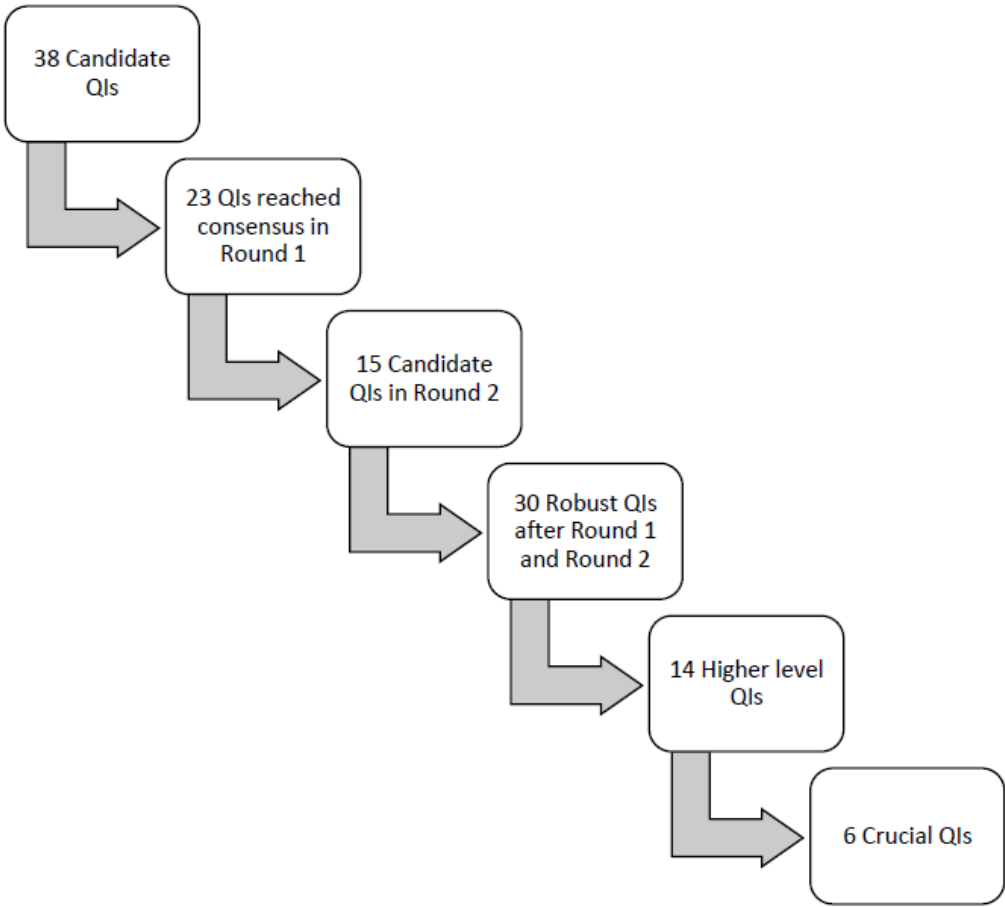 38 Candidate
QIs
23 QIs reached
consensus in
Round 1
15 Candidate
QIs in Round 2
30 Robust QIs
after Round 1
and Round 2
14 Higher level
QIs
6 Crucial QIs